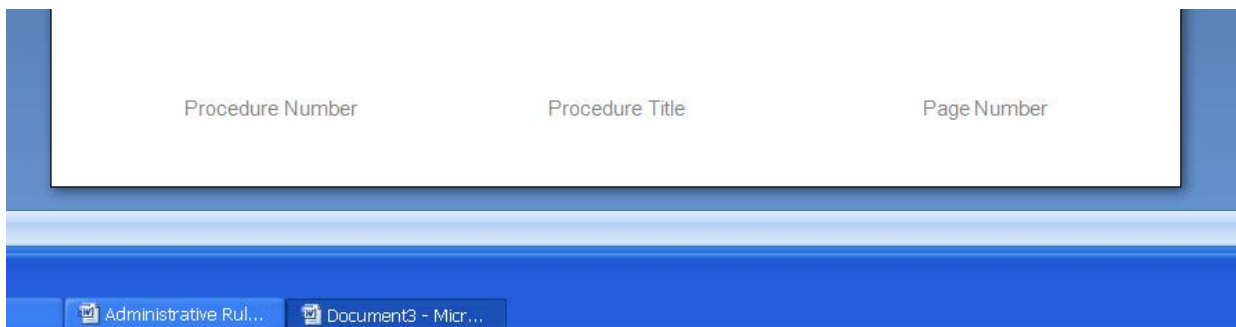 Procedure Number Procedure Title Page Number
Administrative Rul... Document3 - Micr...